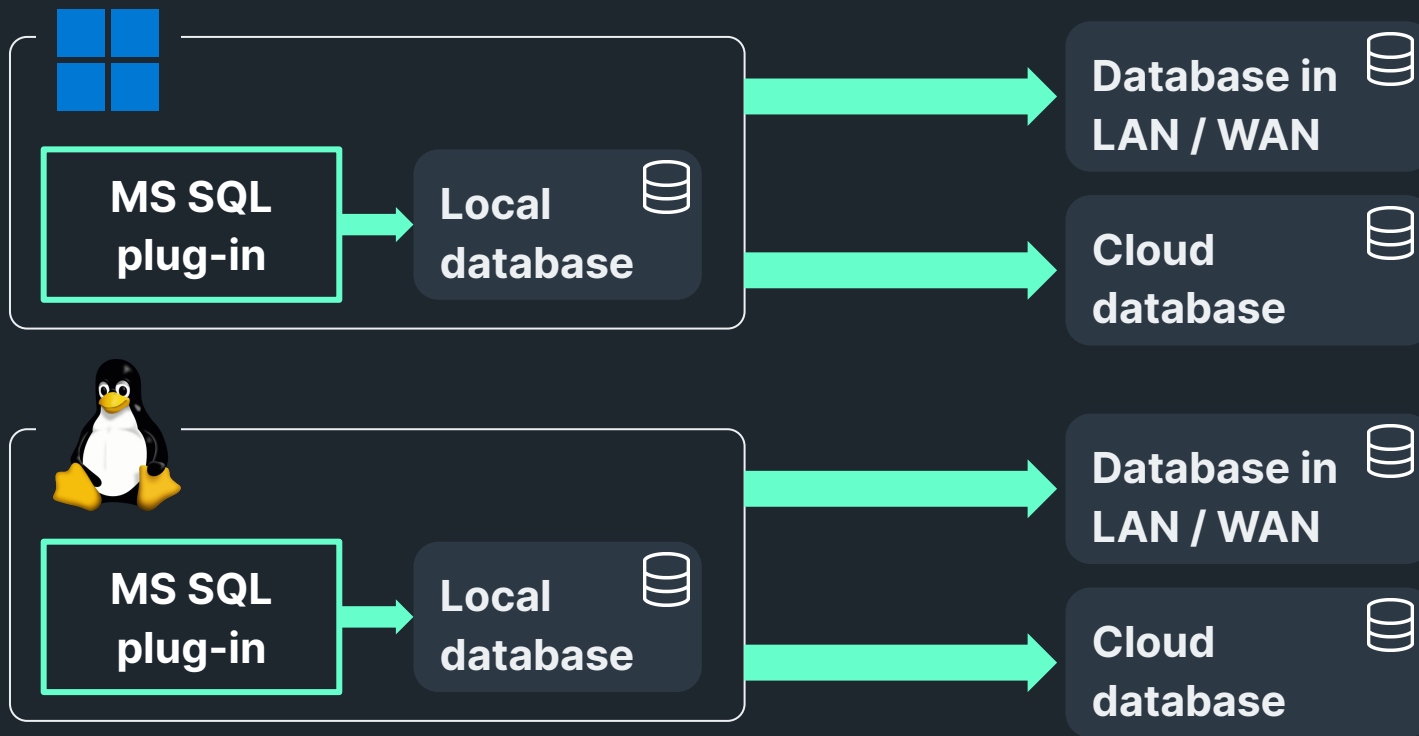 MS SQL
plug-in
Local
database
Database in
LAN / WAN
Cloud
database
MS SQL
plug-in
Local
database
Database in
LAN / WAN
Cloud
database